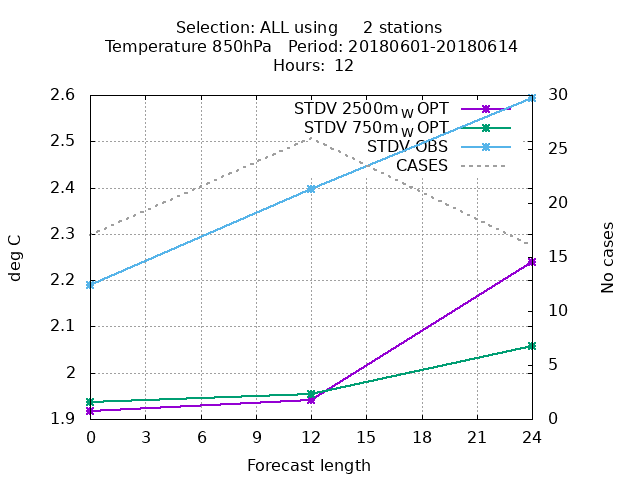 Selection: ALL using 2 stations
Temperature 850hPa Period: 20180601-20180614
Hours: 12
2.6
2.5
2.4
2.3
2.2
2.1
2
1.9
deg C
30
25
20
15
10
5
0
No cases
STDV 2500m W OPT
STDV 750m W OPT
STDV OBS
CASES
0 3 6 9 12 15 18 21 24
Forecast length